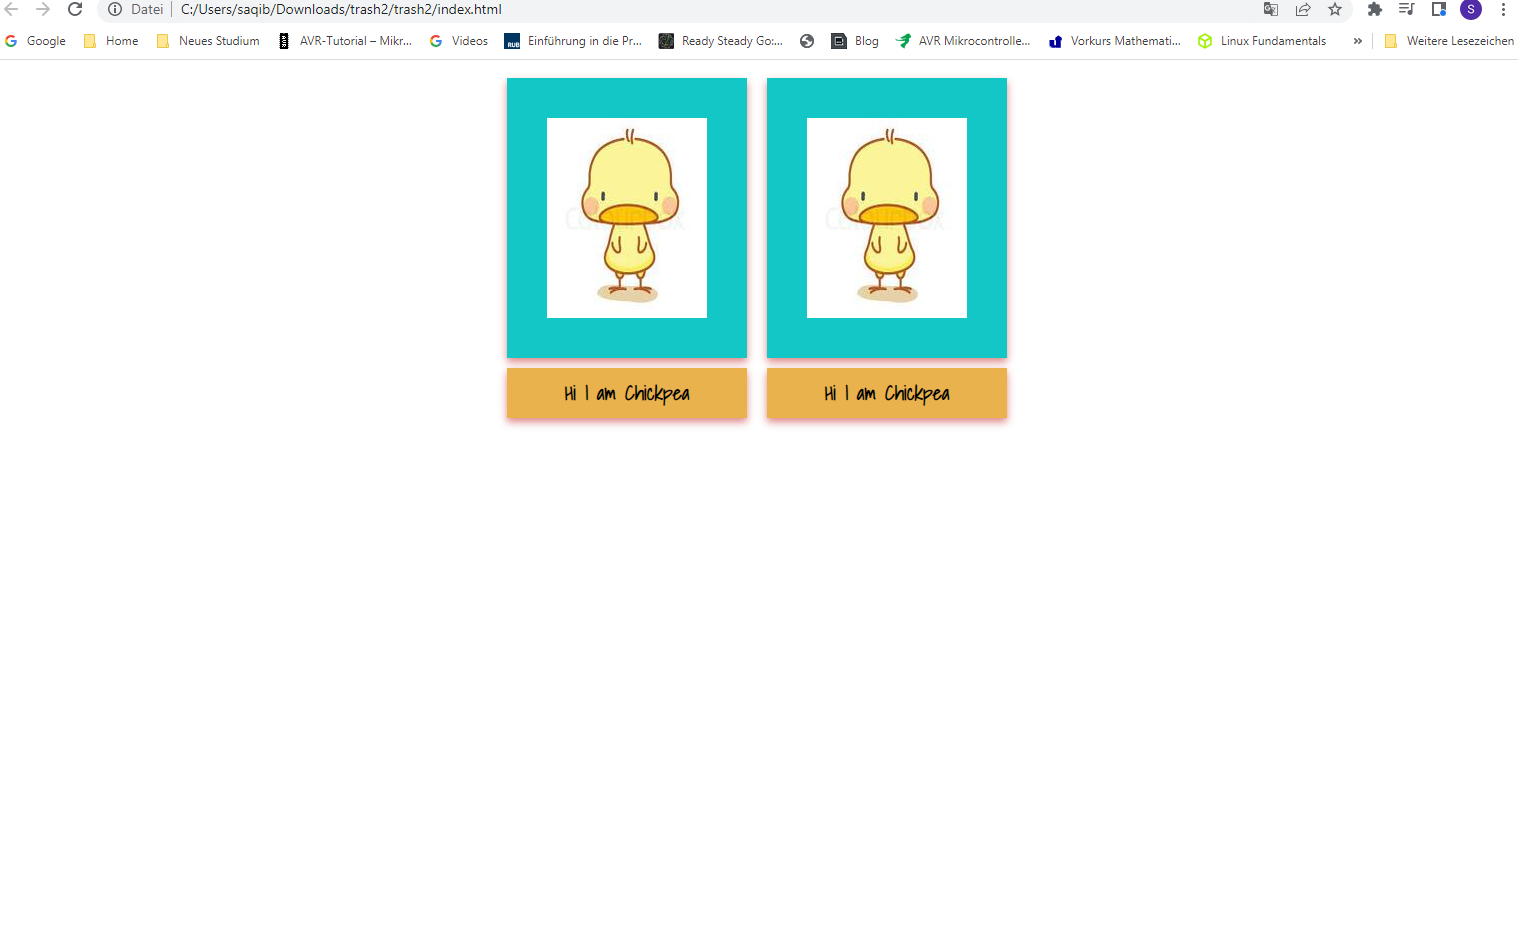 Datei C:/Users/saqib/Downloads/trash2/trash2/index.html S
Google Home Neues Studium AVR-Tutorial – Mikr... Videos RUB Einführung in die Pr... Ready Steady Go:... Blog AVR Mikrocontrolle... Vorkurs Mathemati... Linux Fundamentals » Weitere Lesezeichen
Hi I am Chickpea Hi I am Chickpea